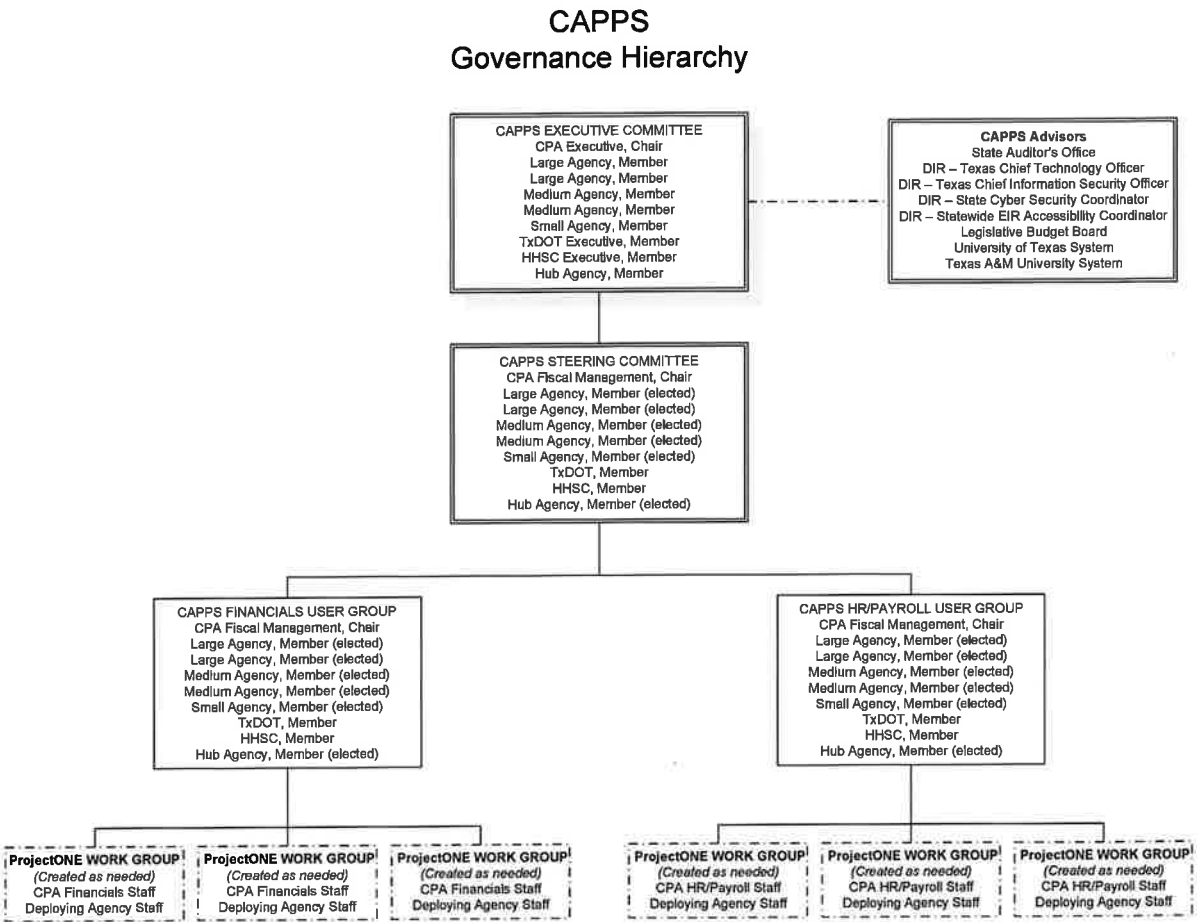 CAPPS
Governance Hierarchy
CAPPS EXECUTIVE COMMITTEE
CPA Executive, Chair
Large Agency, Member
Large Agency, Member
Medium Agency, Member
Medium Agency, Member
Small Agency, Member
TxDOT Executive, Member
HHSC Executive, Member
Hub Agency, Member
CAPPS Advisors
State Auditor's Office
DIR – Texas Chief Technology Officer
DIR – Texas Chief Information Security Officer
DIR – State Cyber Security Coordinator
DIR – Statewide EIR Accessibility Coordinator
Legislative Budget Board
University of Texas System
Texas A&M University System
CAPPS STEERING COMMITTEE
CPA Fiscal Management, Chair
Large Agency, Member (elected)
Large Agency, Member (elected)
Medium Agency, Member (elected)
Medium Agency, Member (elected)
Small Agency, Member (elected)
TxDOT, Member
HHSC, Member
Hub Agency, Member (elected)
CAPPS FINANCIALS USER GROUP
CPA Fiscal Management, Chair
Large Agency, Member (elected)
Large Agency, Member (elected)
Medium Agency, Member (elected)
Medium Agency, Member (elected)
Small Agency, Member (elected)
TxDOT, Member
HHSC, Member
Hub Agency, Member (elected)
CAPPS HR/PAYROLL USER GROUP
CPA Fiscal Management, Chair
Large Agency, Member (elected)
Large Agency, Member (elected)
Medium Agency, Member (elected)
Medium Agency, Member (elected)
Small Agency, Member (elected)
TxDOT, Member
HHSC, Member
Hub Agency, Member (elected)
ProjectONE WORK GROUP
(Created as needed)
CPA Financials Staff
Deploying Agency Staff
ProjectONE WORK GROUP
(Created as needed)
CPA Financials Staff
Deploying Agency Staff
ProjectONE WORK GROUP
(Created as needed)
CPA Financials Staff
Deploying Agency Staff
ProjectONE WORK GROUP
(Created as needed)
CPA HR/Payroll Staff
Deploying Agency Staff
ProjectONE WORK GROUP
(Created as needed)
CPA HR/Payroll Staff
Deploying Agency Staff
ProjectONE WORK GROUP
(Created as needed)
CPA HR/Payroll Staff
Deploying Agency Staff